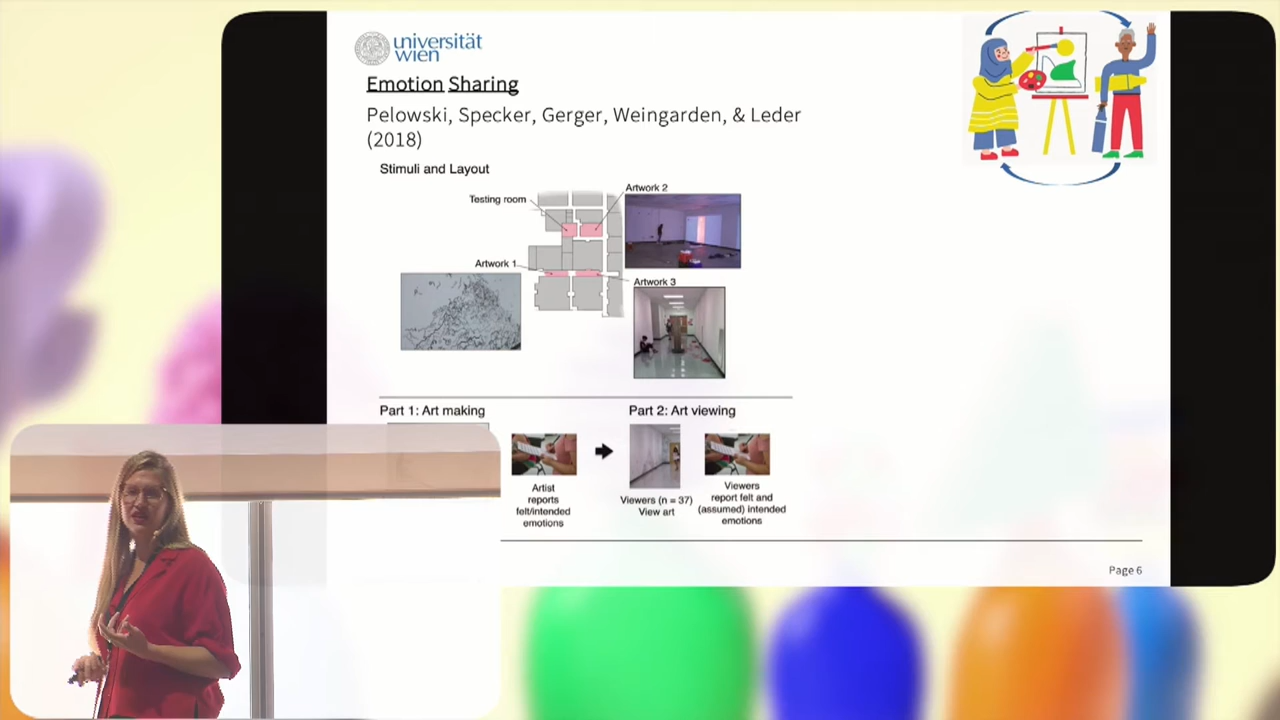 universität
wien
Emotion Sharing
Pelowski, Specker, Gerger, Weingarden, & Leder
(2018)
Stimuli and Layout
Artwork 2
Testing room
Artwork 1
Artwork 3
Part 1: Art making
Part 2: Art viewing
Artist
reports
felt/intended
emotions
Viewers (n = 37)
View art
Viewers
report felt and
(assumed) intended
emotions
Page 6